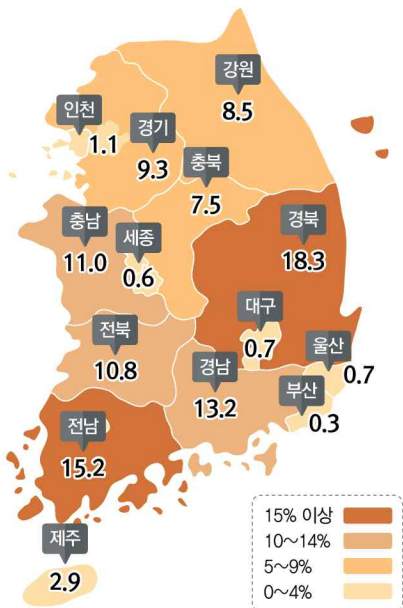 강원
8.5
인천
1.1
경기
9.3
충북
7.5
충남
11.0
세종
0.6
경북
18.3
대구
0.7
울산
0.7
전북
10.8
경남
13.2
부산
0.3
전남
15.2
제주
2.9
15% 이상
10~14%
5~9%
0~4%